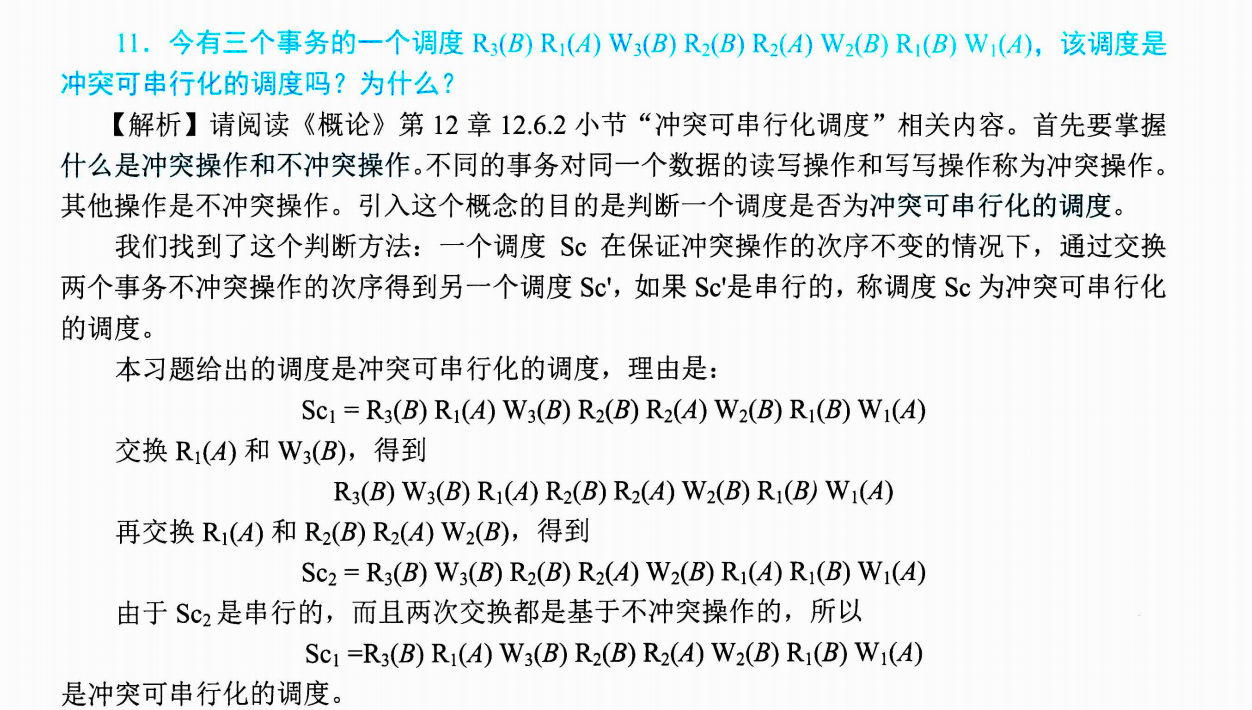 11．今有三个事务的一个调度 R₃(B) R₁(A) W₃(B) R₂(B) R₂(A) W₂(B) R₁(B) W₁(A)，该调度是
冲突可串行化的调度吗？为什么？
【解析】请阅读《概论》第 12 章 12.6.2 小节“冲突可串行化调度”相关内容。首先要掌握
什么是冲突操作和不冲突操作。不同的事务对同一个数据的读写操作和写写操作称为冲突操作。
其他操作是不冲突操作。引入这个概念的目的是判断一个调度是否为冲突可串行化的调度。
我们找到了这个判断方法：一个调度 Sc 在保证冲突操作的次序不变的情况下，通过交换
两个事务不冲突操作的次序得到另一个调度 Sc'，如果 Sc'是串行的，称调度 Sc 为冲突可串行化
的调度。
本习题给出的调度是冲突可串行化的调度，理由是：
Sc₁ = R₃(B) R₁(A) W₃(B) R₂(B) R₂(A) W₂(B) R₁(B) W₁(A)
交换 R₁(A) 和 W₃(B)，得到
R₃(B) W₃(B) R₁(A) R₂(B) R₂(A) W₂(B) R₁(B) W₁(A)
再交换 R₁(A) 和 R₂(B) R₂(A) W₂(B)，得到
Sc₂ = R₃(B) W₃(B) R₂(B) R₂(A) W₂(B) R₁(A) R₁(B) W₁(A)
由于 Sc₂ 是串行的，而且两次交换都是基于不冲突操作的，所以
Sc₁ =R₃(B) R₁(A) W₃(B) R₂(B) R₂(A) W₂(B) R₁(B) W₁(A)
是冲突可串行化的调度。